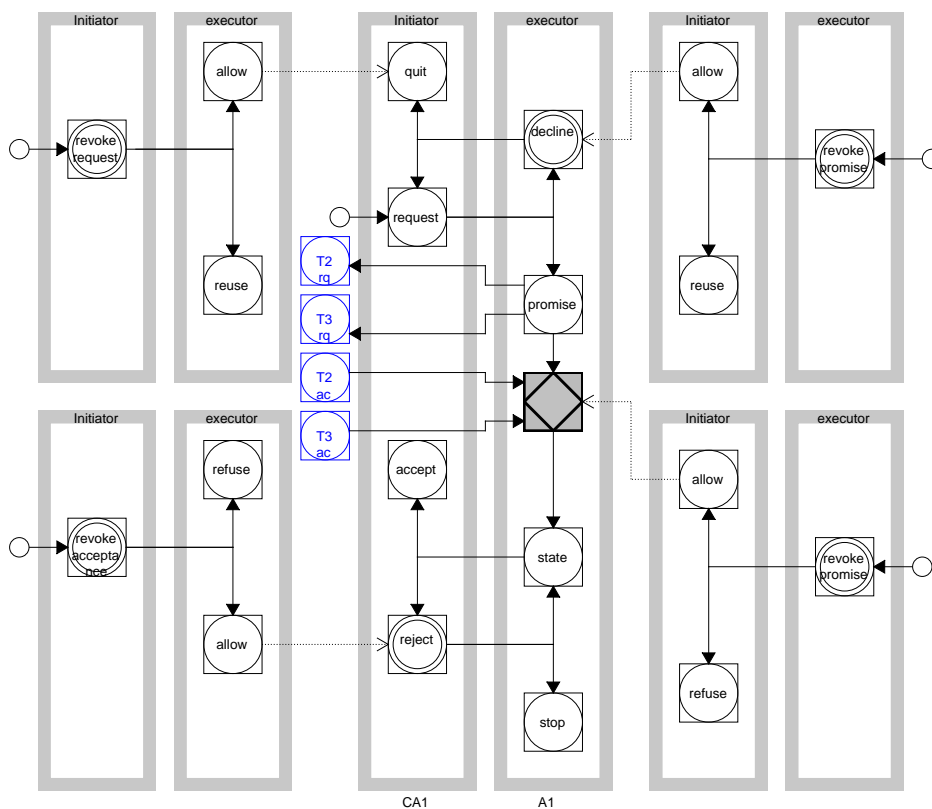 Initiator
executor
Initiator
executor
Initiator
executor
allow
quit
allow
revoke
request
decline
revoke
promise
request
T2
rq
reuse
reuse
promise
T3
rq
T2
ac
Initiator
executor
Initiator
executor
T3
ac
refuse
accept
allow
revoke
accepta
nce
state
revoke
promise
allow
reject
refuse
stop
CA1
A1